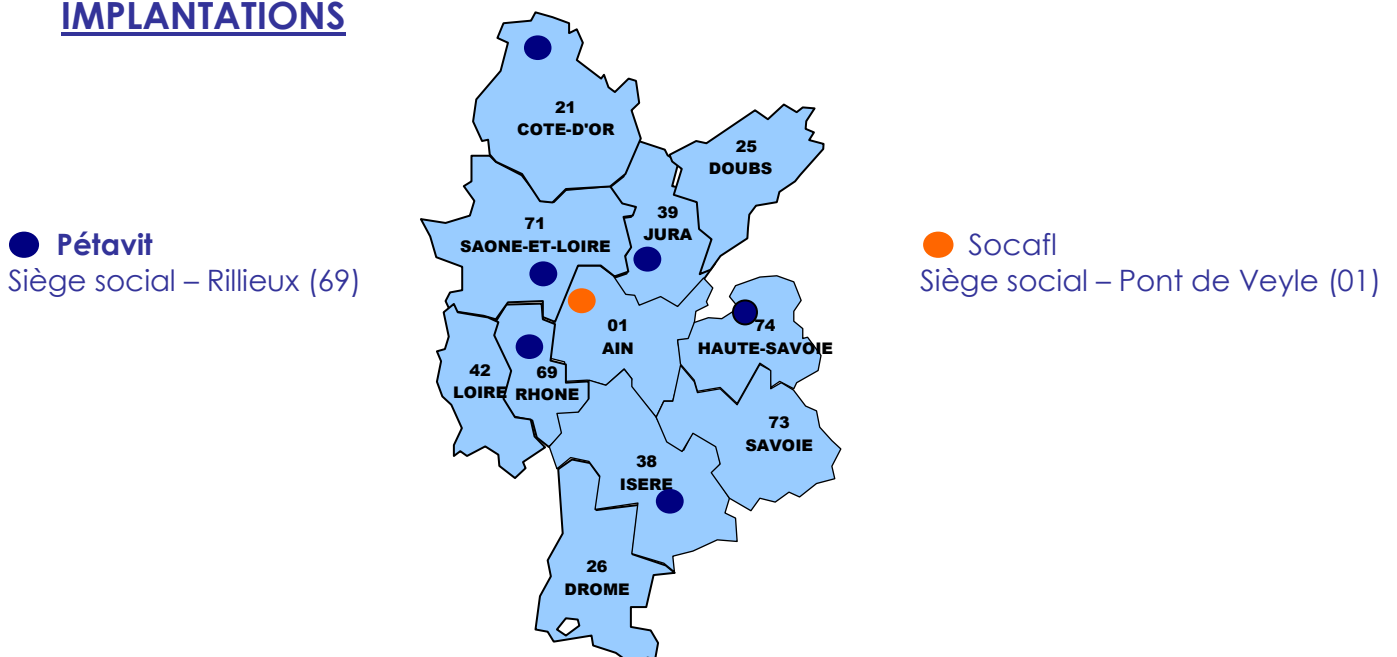 IMPLANTATIONS
21
COTE-D'OR
25
DOUBS
39
JURA
71
SAONE-ET-LOIRE
Pétavit
Siège social – Rillieux (69)
Socafl
Siège social – Pont de Veyle (01)
01
AIN
74
HAUTE-SAVOIE
42
LOIRE
69
RHONE
73
SAVOIE
38
ISERE
26
DROME